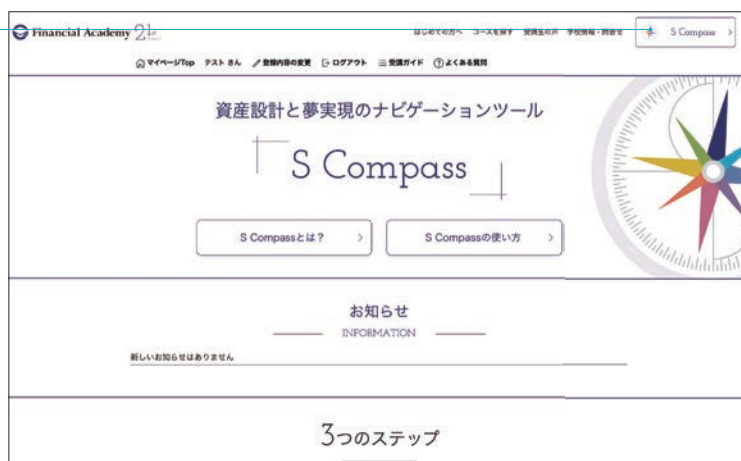 Financial Academy 21st
はじめての方へ コースを探す 受講生の声 学校情報・問合せ
S Compass
マイページTop テスト さん 登録内容の変更 ログアウト 受講ガイド よくある質問
資産設計と夢実現のナビゲーションツール
S Compass
S Compassとは？ S Compassの使い方
お知らせ
INFORMATION
新しいお知らせはありません
3つのステップ